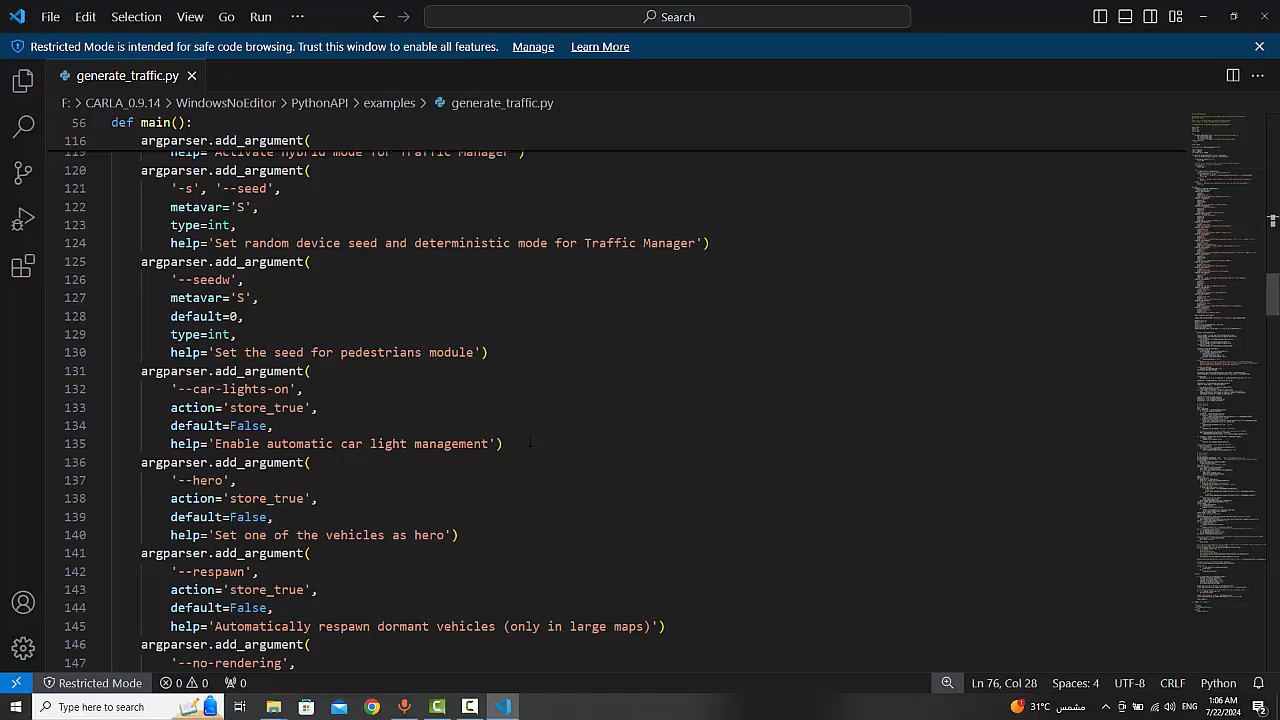 File Edit Selection View Go Run ··· Search
Restricted Mode is intended for safe code browsing. Trust this window to enable all features. Manage Learn More
generate_traffic.py
F: > CARLA_0.9.14 > WindowsNoEditor > PythonAPI > examples > generate_traffic.py
56 def main():
116 argparser.add_argument(
119 help='Activate hybrid mode for Traffic Manager')
120 argparser.add_argument(
121 '-s', '--seed',
122 metavar='S',
123 type=int,
124 help='Set random device seed and deterministic mode for Traffic Manager')
125 argparser.add_argument(
126 '--seedw',
127 metavar='S',
128 default=0,
129 type=int,
130 help='Set the seed for pedestrians module')
131 argparser.add_argument(
132 '--car-lights-on',
133 action='store_true',
134 default=False,
135 help='Enable automatic car light management')
136 argparser.add_argument(
137 '--hero',
138 action='store_true',
139 default=False,
140 help='Set one of the vehicles as hero')
141 argparser.add_argument(
142 '--respawn',
143 action='store_true',
144 default=False,
145 help='Automatically respawn dormant vehicles (only in large maps)')
146 argparser.add_argument(
147 '--no-rendering',
Restricted Mode 0 0 0 Ln 76, Col 28 Spaces: 4 UTF-8 CRLF Python
Type here to search 31°C مشمس ENG 1:06 AM
7/22/2024 2